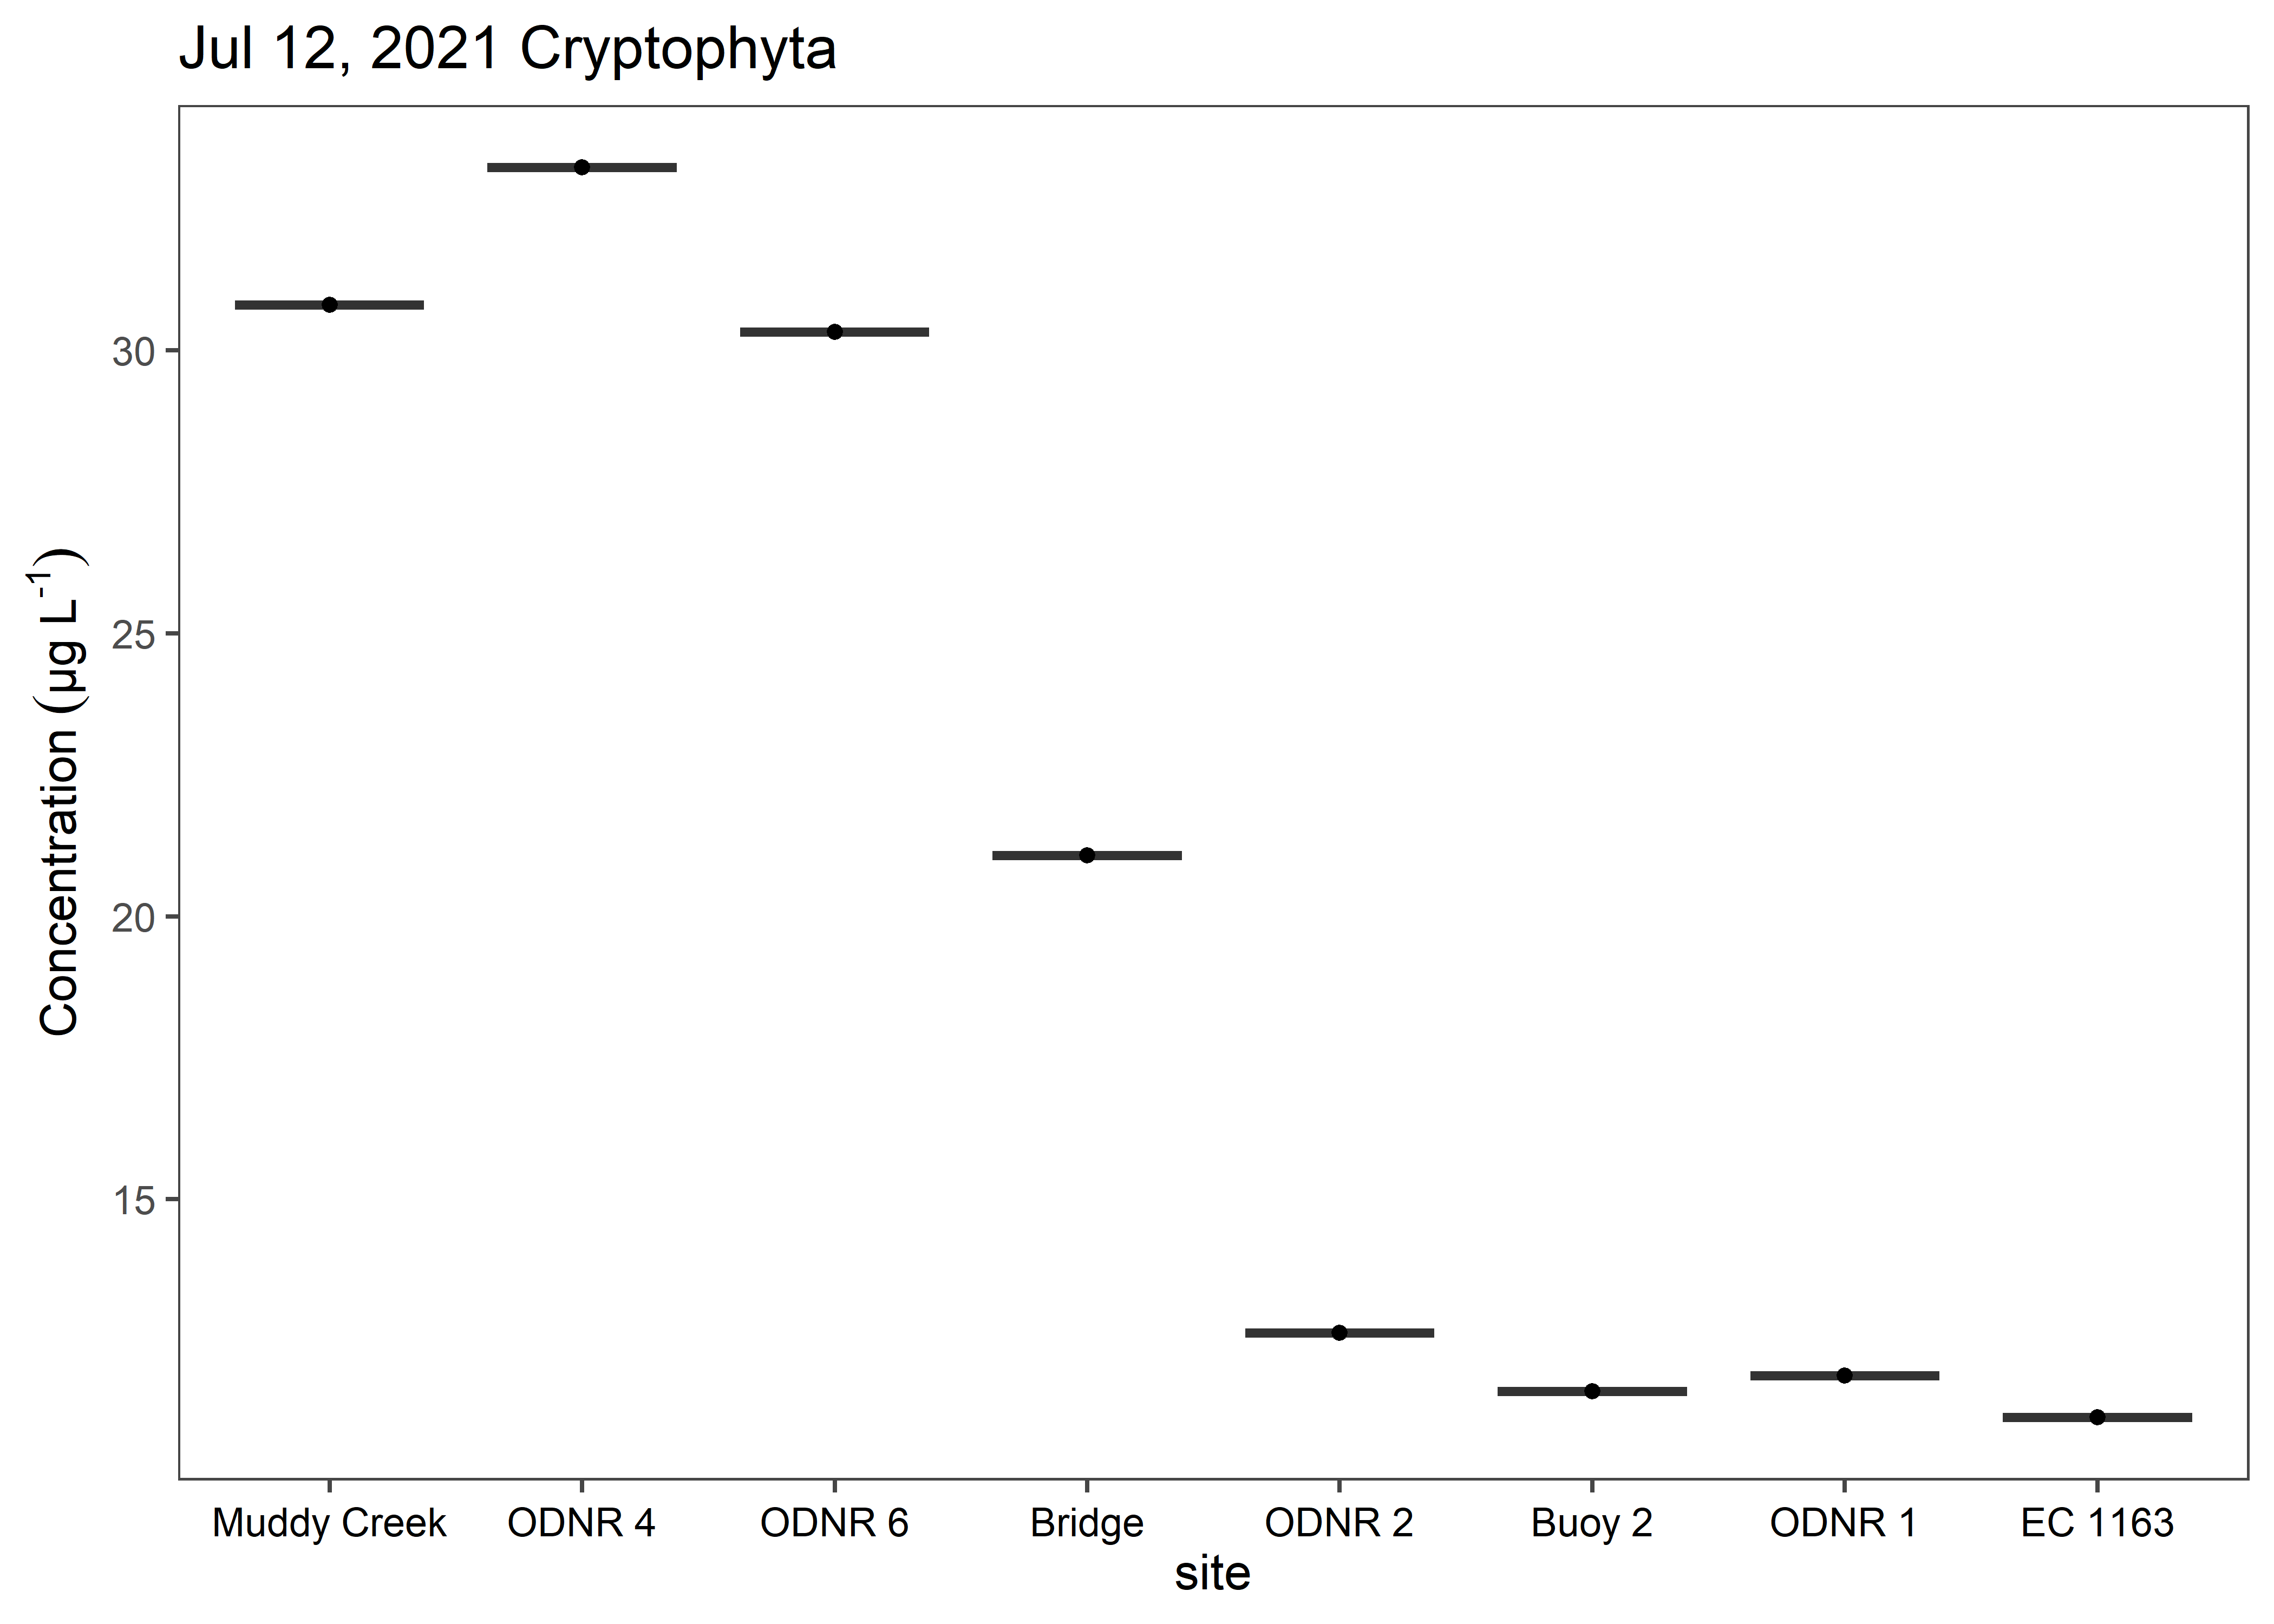 Jul 12, 2021 Cryptophyta
Concentration (µg L⁻¹)
30
25
20
15
Muddy Creek ODNR 4 ODNR 6 Bridge ODNR 2 Buoy 2 ODNR 1 EC 1163
site